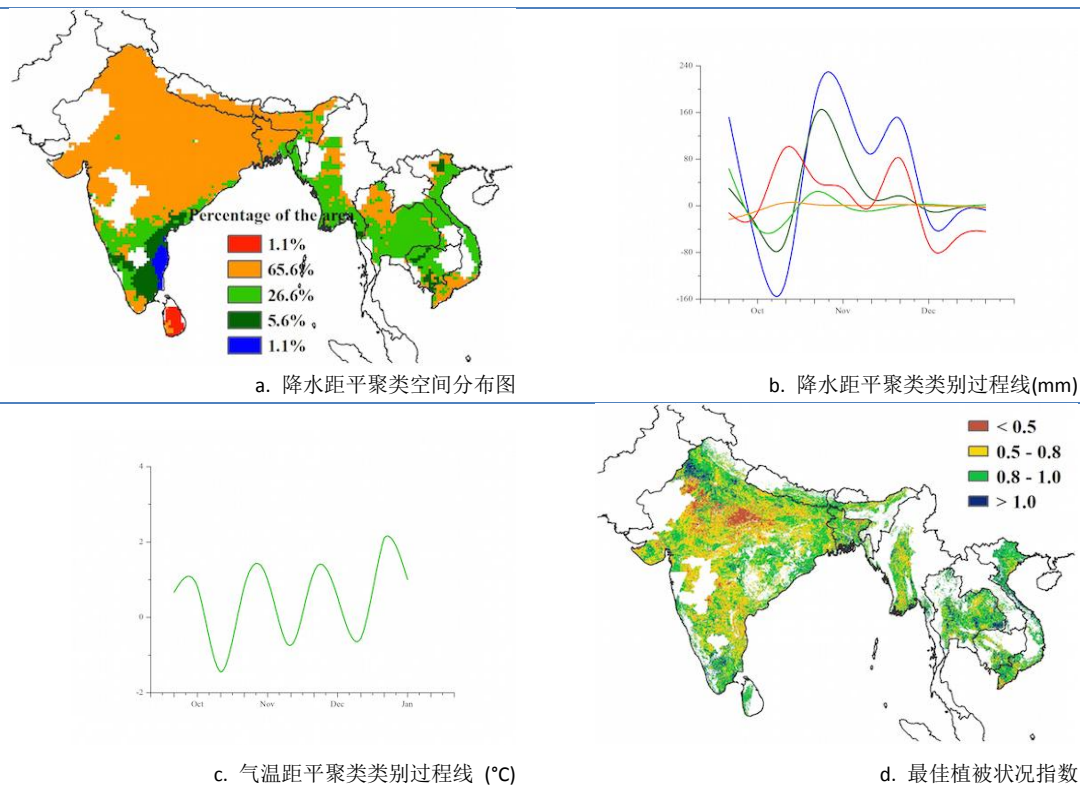 Percentage of the area
1.1%
65.6%
26.6%
5.6%
1.1%
a. 降水距平聚类空间分布图
240
160
80
0
-80
-160
Oct Nov Dec
b. 降水距平聚类类别过程线(mm)
4
2
0
-2
Oct Nov Dec Jan
c. 气温距平聚类类别过程线 (°C)
< 0.5
0.5 - 0.8
0.8 - 1.0
> 1.0
d. 最佳植被状况指数